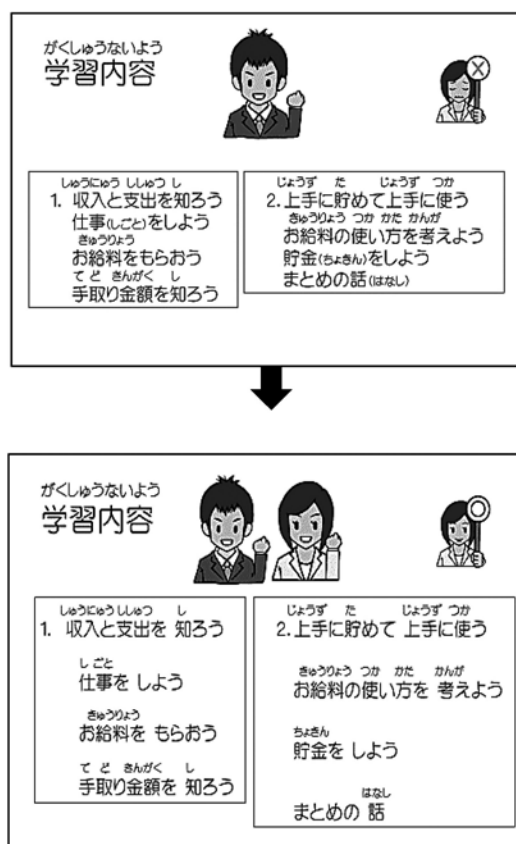 がくしゅうないよう
学習内容
しゅうにゅう ししゅつ し
1. 収入と支出を知ろう
仕事(しごと)をしよう
きゅうりょう
お給料をもらおう
て ど きんがく し
手取り金額を知ろう
じょうず た じょうず つか
2.上手に貯めて上手に使う
きゅうりょう つか かた かんが
お給料の使い方を考えよう
貯金(ちょきん)をしよう
まとめの話(はなし)
がくしゅうないよう
学習内容
しゅうにゅう ししゅつ し
1. 収入と支出を 知ろう
しごと
仕事を しよう
きゅうりょう
お給料を もらおう
て ど きんがく し
手取り金額を 知ろう
じょうず た じょうず つか
2.上手に貯めて 上手に使う
きゅうりょう つか かた かんが
お給料の使い方を 考えよう
ちょきん
貯金を しよう
はなし
まとめの 話